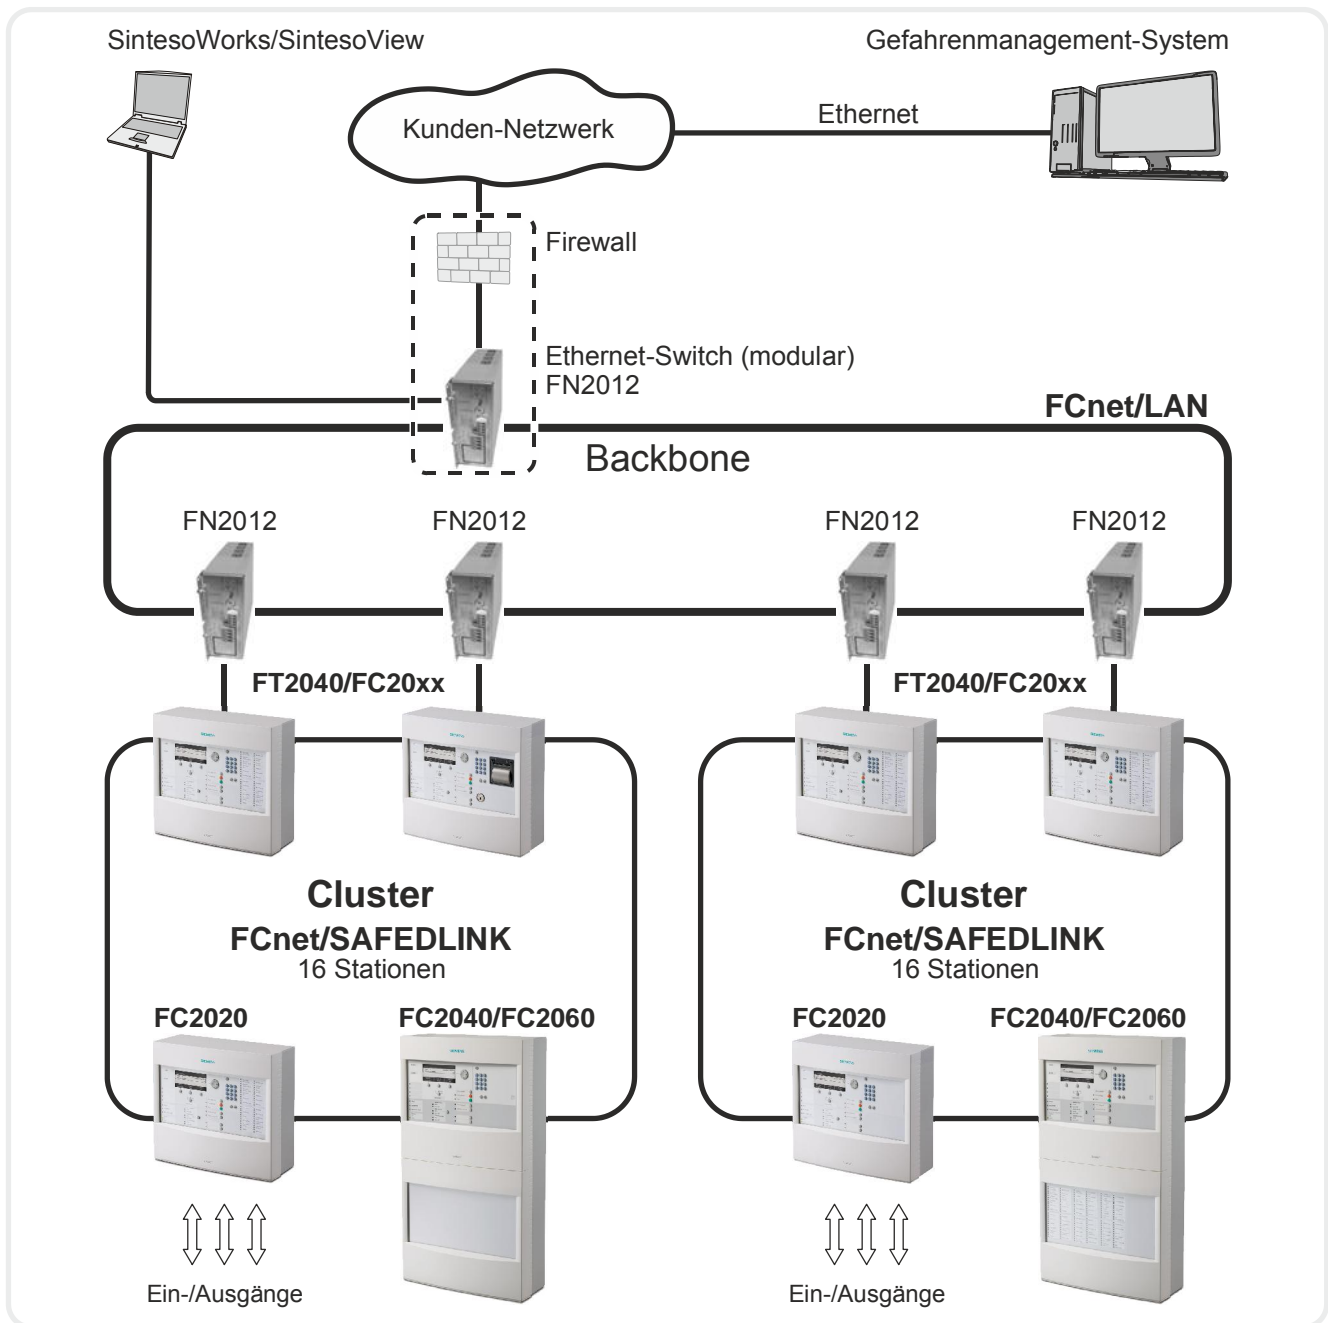 SintesoWorks/SintesoView
Gefahrenmanagement-System
Kunden-Netzwerk
Ethernet
Firewall
Ethernet-Switch (modular)
FN2012
FCnet/LAN
Backbone
FN2012
FN2012
FN2012
FN2012
FT2040/FC20xx
FT2040/FC20xx
Cluster
FCnet/SAFEDLINK
16 Stationen
Cluster
FCnet/SAFEDLINK
16 Stationen
FC2020
FC2040/FC2060
FC2020
FC2040/FC2060
Ein-/Ausgänge
Ein-/Ausgänge